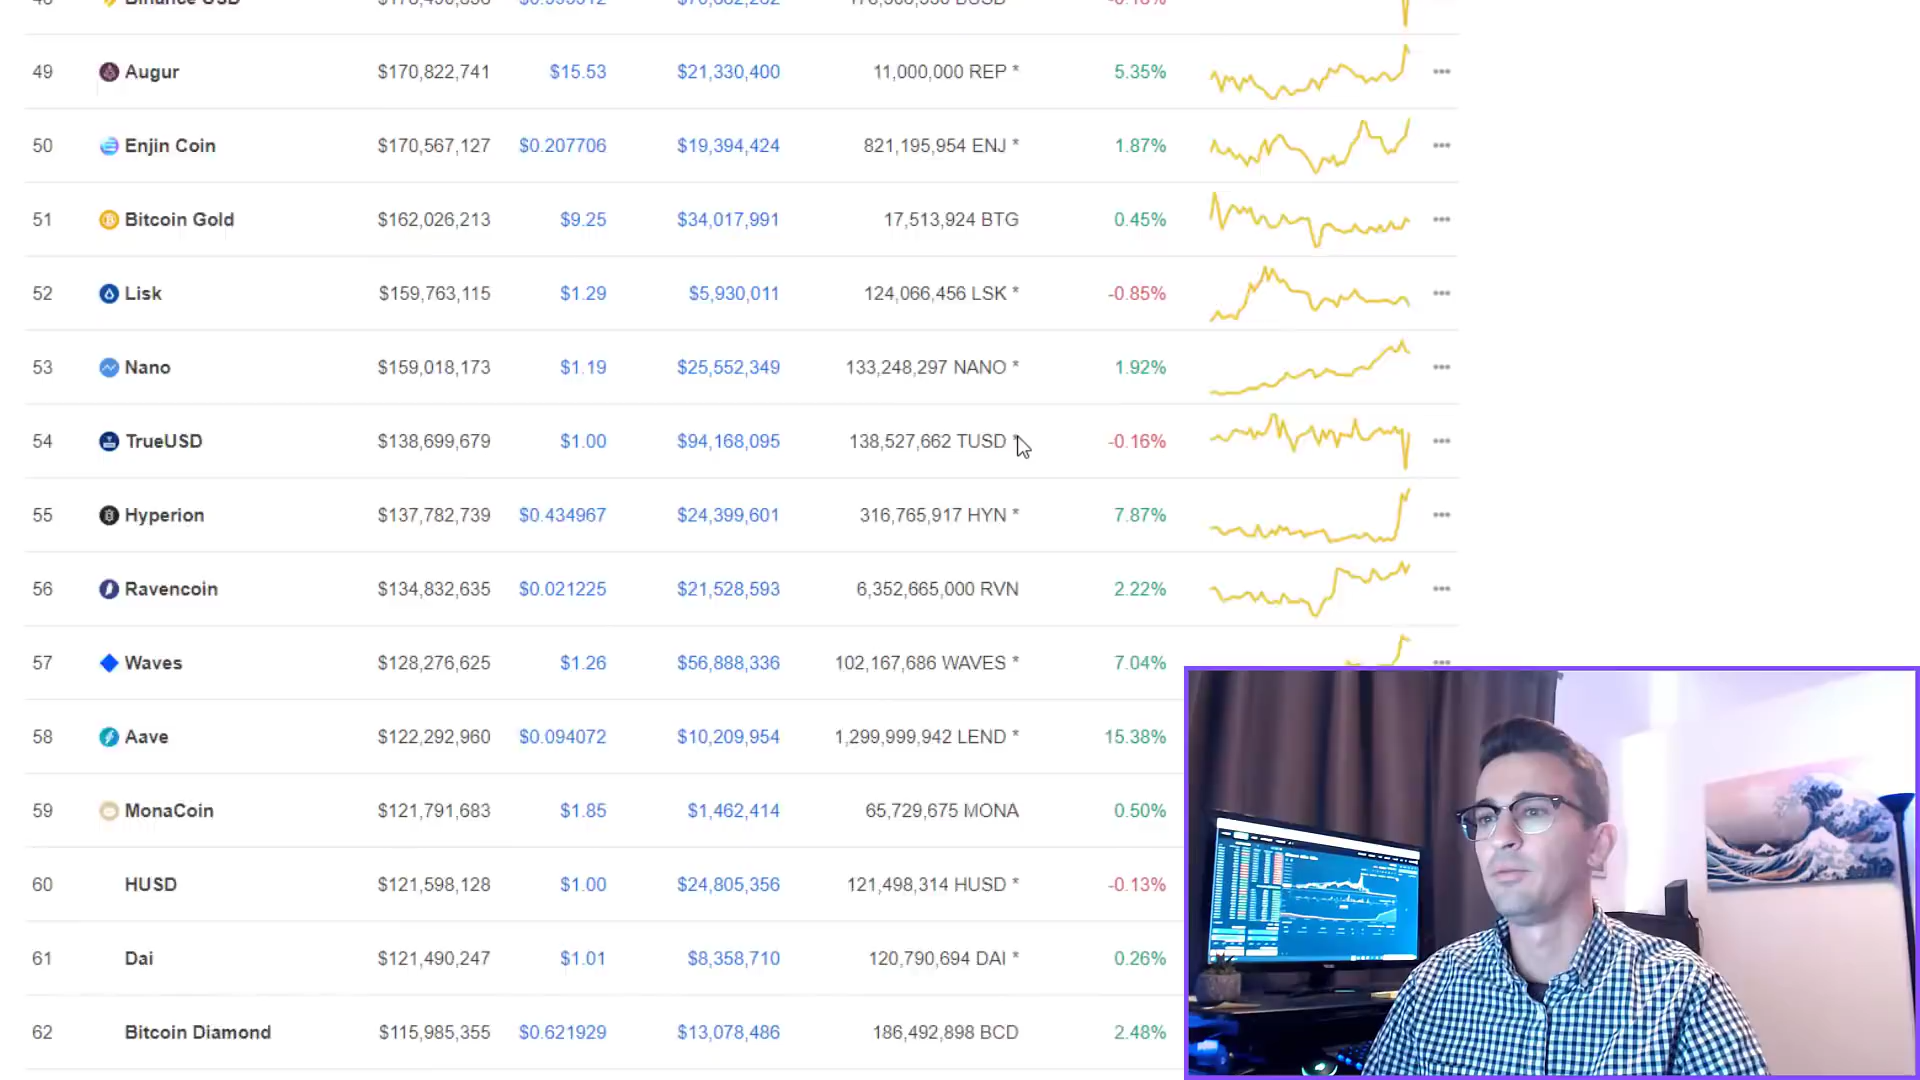 49 Augur $170,822,741 $15.53 $21,330,400 11,000,000 REP * 5.35%
50 Enjin Coin $170,567,127 $0.207706 $19,394,424 821,195,954 ENJ * 1.87%
51 Bitcoin Gold $162,026,213 $9.25 $34,017,991 17,513,924 BTG 0.45%
52 Lisk $159,763,115 $1.29 $5,930,011 124,066,456 LSK * -0.85%
53 Nano $159,018,173 $1.19 $25,552,349 133,248,297 NANO * 1.92%
54 TrueUSD $138,699,679 $1.00 $94,168,095 138,527,662 TUSD * -0.16%
55 Hyperion $137,782,739 $0.434967 $24,399,601 316,765,917 HYN * 7.87%
56 Ravencoin $134,832,635 $0.021225 $21,528,593 6,352,665,000 RVN 2.22%
57 Waves $128,276,625 $1.26 $56,888,336 102,167,686 WAVES * 7.04%
58 Aave $122,292,960 $0.094072 $10,209,954 1,299,999,942 LEND * 15.38%
59 MonaCoin $121,791,683 $1.85 $1,462,414 65,729,675 MONA 0.50%
60 HUSD $121,598,128 $1.00 $24,805,356 121,498,314 HUSD * -0.13%
61 Dai $121,490,247 $1.01 $8,358,710 120,790,694 DAI * 0.26%
62 Bitcoin Diamond $115,985,355 $0.621929 $13,078,486 186,492,898 BCD 2.48%